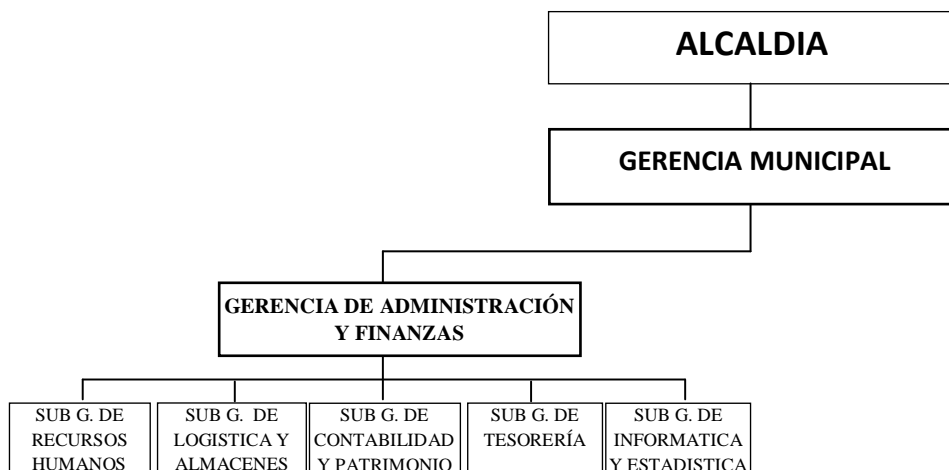 ALCALDIA
GERENCIA MUNICIPAL
GERENCIA DE ADMINISTRACIÓN
Y FINANZAS
SUB G. DE
RECURSOS
HUMANOS
SUB G. DE
LOGISTICA Y
ALMACENES
SUB G. DE
CONTABILIDAD
Y PATRIMONIO
SUB G. DE
TESORERÍA
SUB G. DE
INFORMATICA
Y ESTADISTICA